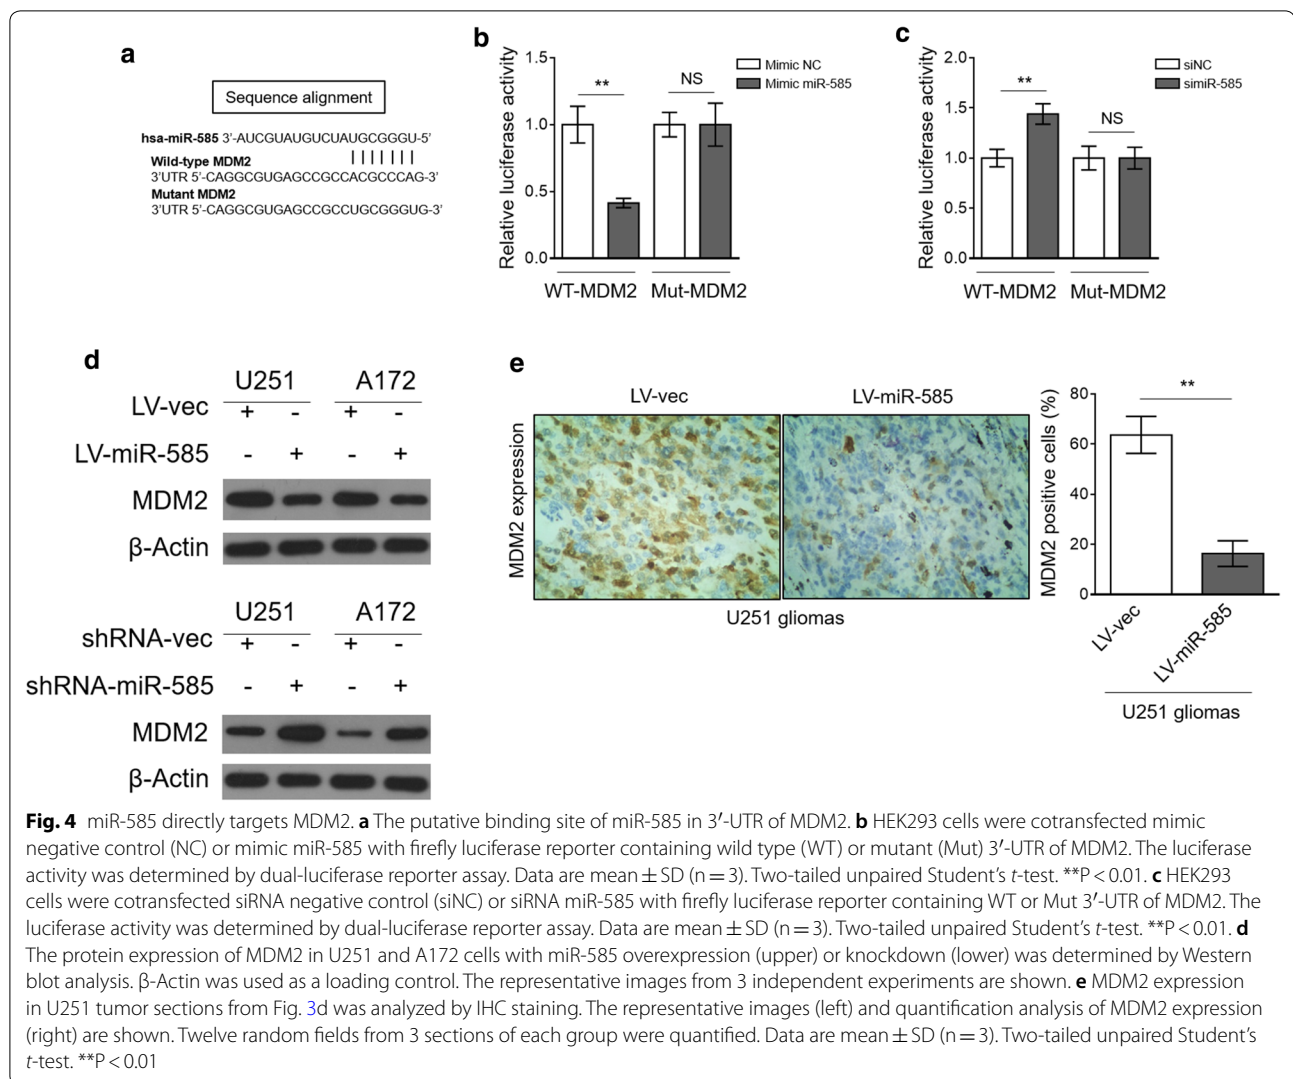 a
Sequence alignment
hsa-miR-585 3'-AUCGUAUGUCUAUGCGGGU-5'
Wild-type MDM2
3'UTR 5'-CAGGCGUGAGCCGCCACGCCCAG-3'
Mutant MDM2
3'UTR 5'-CAGGCGUGAGCCGCCUGCGGGUG-3'
b
Relative luciferase activity
1.5
1.0
0.5
0.0
**
NS
Mimic NC
Mimic miR-585
WT-MDM2
Mut-MDM2
c
Relative luciferase activity
2.0
1.5
1.0
0.5
0.0
**
NS
siNC
simiR-585
WT-MDM2
Mut-MDM2
d
U251 A172
LV-vec + - + -
LV-miR-585 - + - +
MDM2
β-Actin
U251 A172
shRNA-vec + - + -
shRNA-miR-585 - + - +
MDM2
β-Actin
e
LV-vec
LV-miR-585
MDM2 expression
U251 gliomas
MDM2 positive cells (%)
80
60
40
20
0
**
LV-vec
LV-miR-585
U251 gliomas
Fig. 4 miR-585 directly targets MDM2. a The putative binding site of miR-585 in 3′-UTR of MDM2. b HEK293 cells were cotransfected mimic
negative control (NC) or mimic miR-585 with firefly luciferase reporter containing wild type (WT) or mutant (Mut) 3′-UTR of MDM2. The luciferase
activity was determined by dual-luciferase reporter assay. Data are mean ± SD (n = 3). Two-tailed unpaired Student's t-test. **P < 0.01. c HEK293
cells were cotransfected siRNA negative control (siNC) or siRNA miR-585 with firefly luciferase reporter containing WT or Mut 3′-UTR of MDM2. The
luciferase activity was determined by dual-luciferase reporter assay. Data are mean ± SD (n = 3). Two-tailed unpaired Student's t-test. **P < 0.01. d
The protein expression of MDM2 in U251 and A172 cells with miR-585 overexpression (upper) or knockdown (lower) was determined by Western
blot analysis. β-Actin was used as a loading control. The representative images from 3 independent experiments are shown. e MDM2 expression
in U251 tumor sections from Fig. 3d was analyzed by IHC staining. The representative images (left) and quantification analysis of MDM2 expression
(right) are shown. Twelve random fields from 3 sections of each group were quantified. Data are mean ± SD (n = 3). Two-tailed unpaired Student's
t-test. **P < 0.01